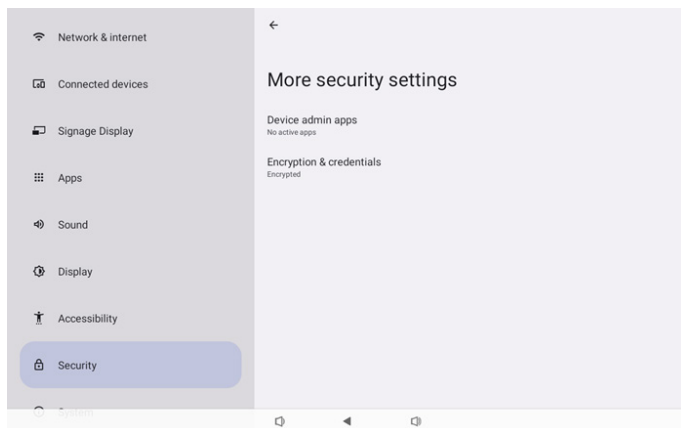 Network & internet
Connected devices
Signage Display
Apps
Sound
Display
Accessibility
Security
System
More security settings
Device admin apps
No active apps
Encryption & credentials
Encrypted